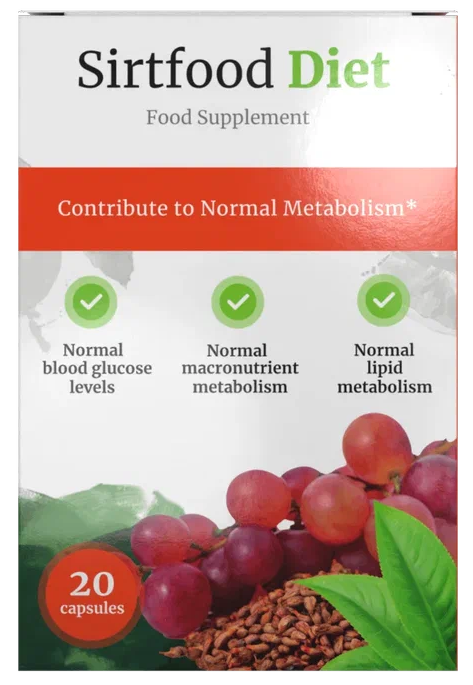 Sirtfood Diet
Food Supplement
Contribute to Normal Metabolism*
Normal
blood glucose
levels
Normal
macronutrient
metabolism
Normal
lipid
metabolism
20
capsules